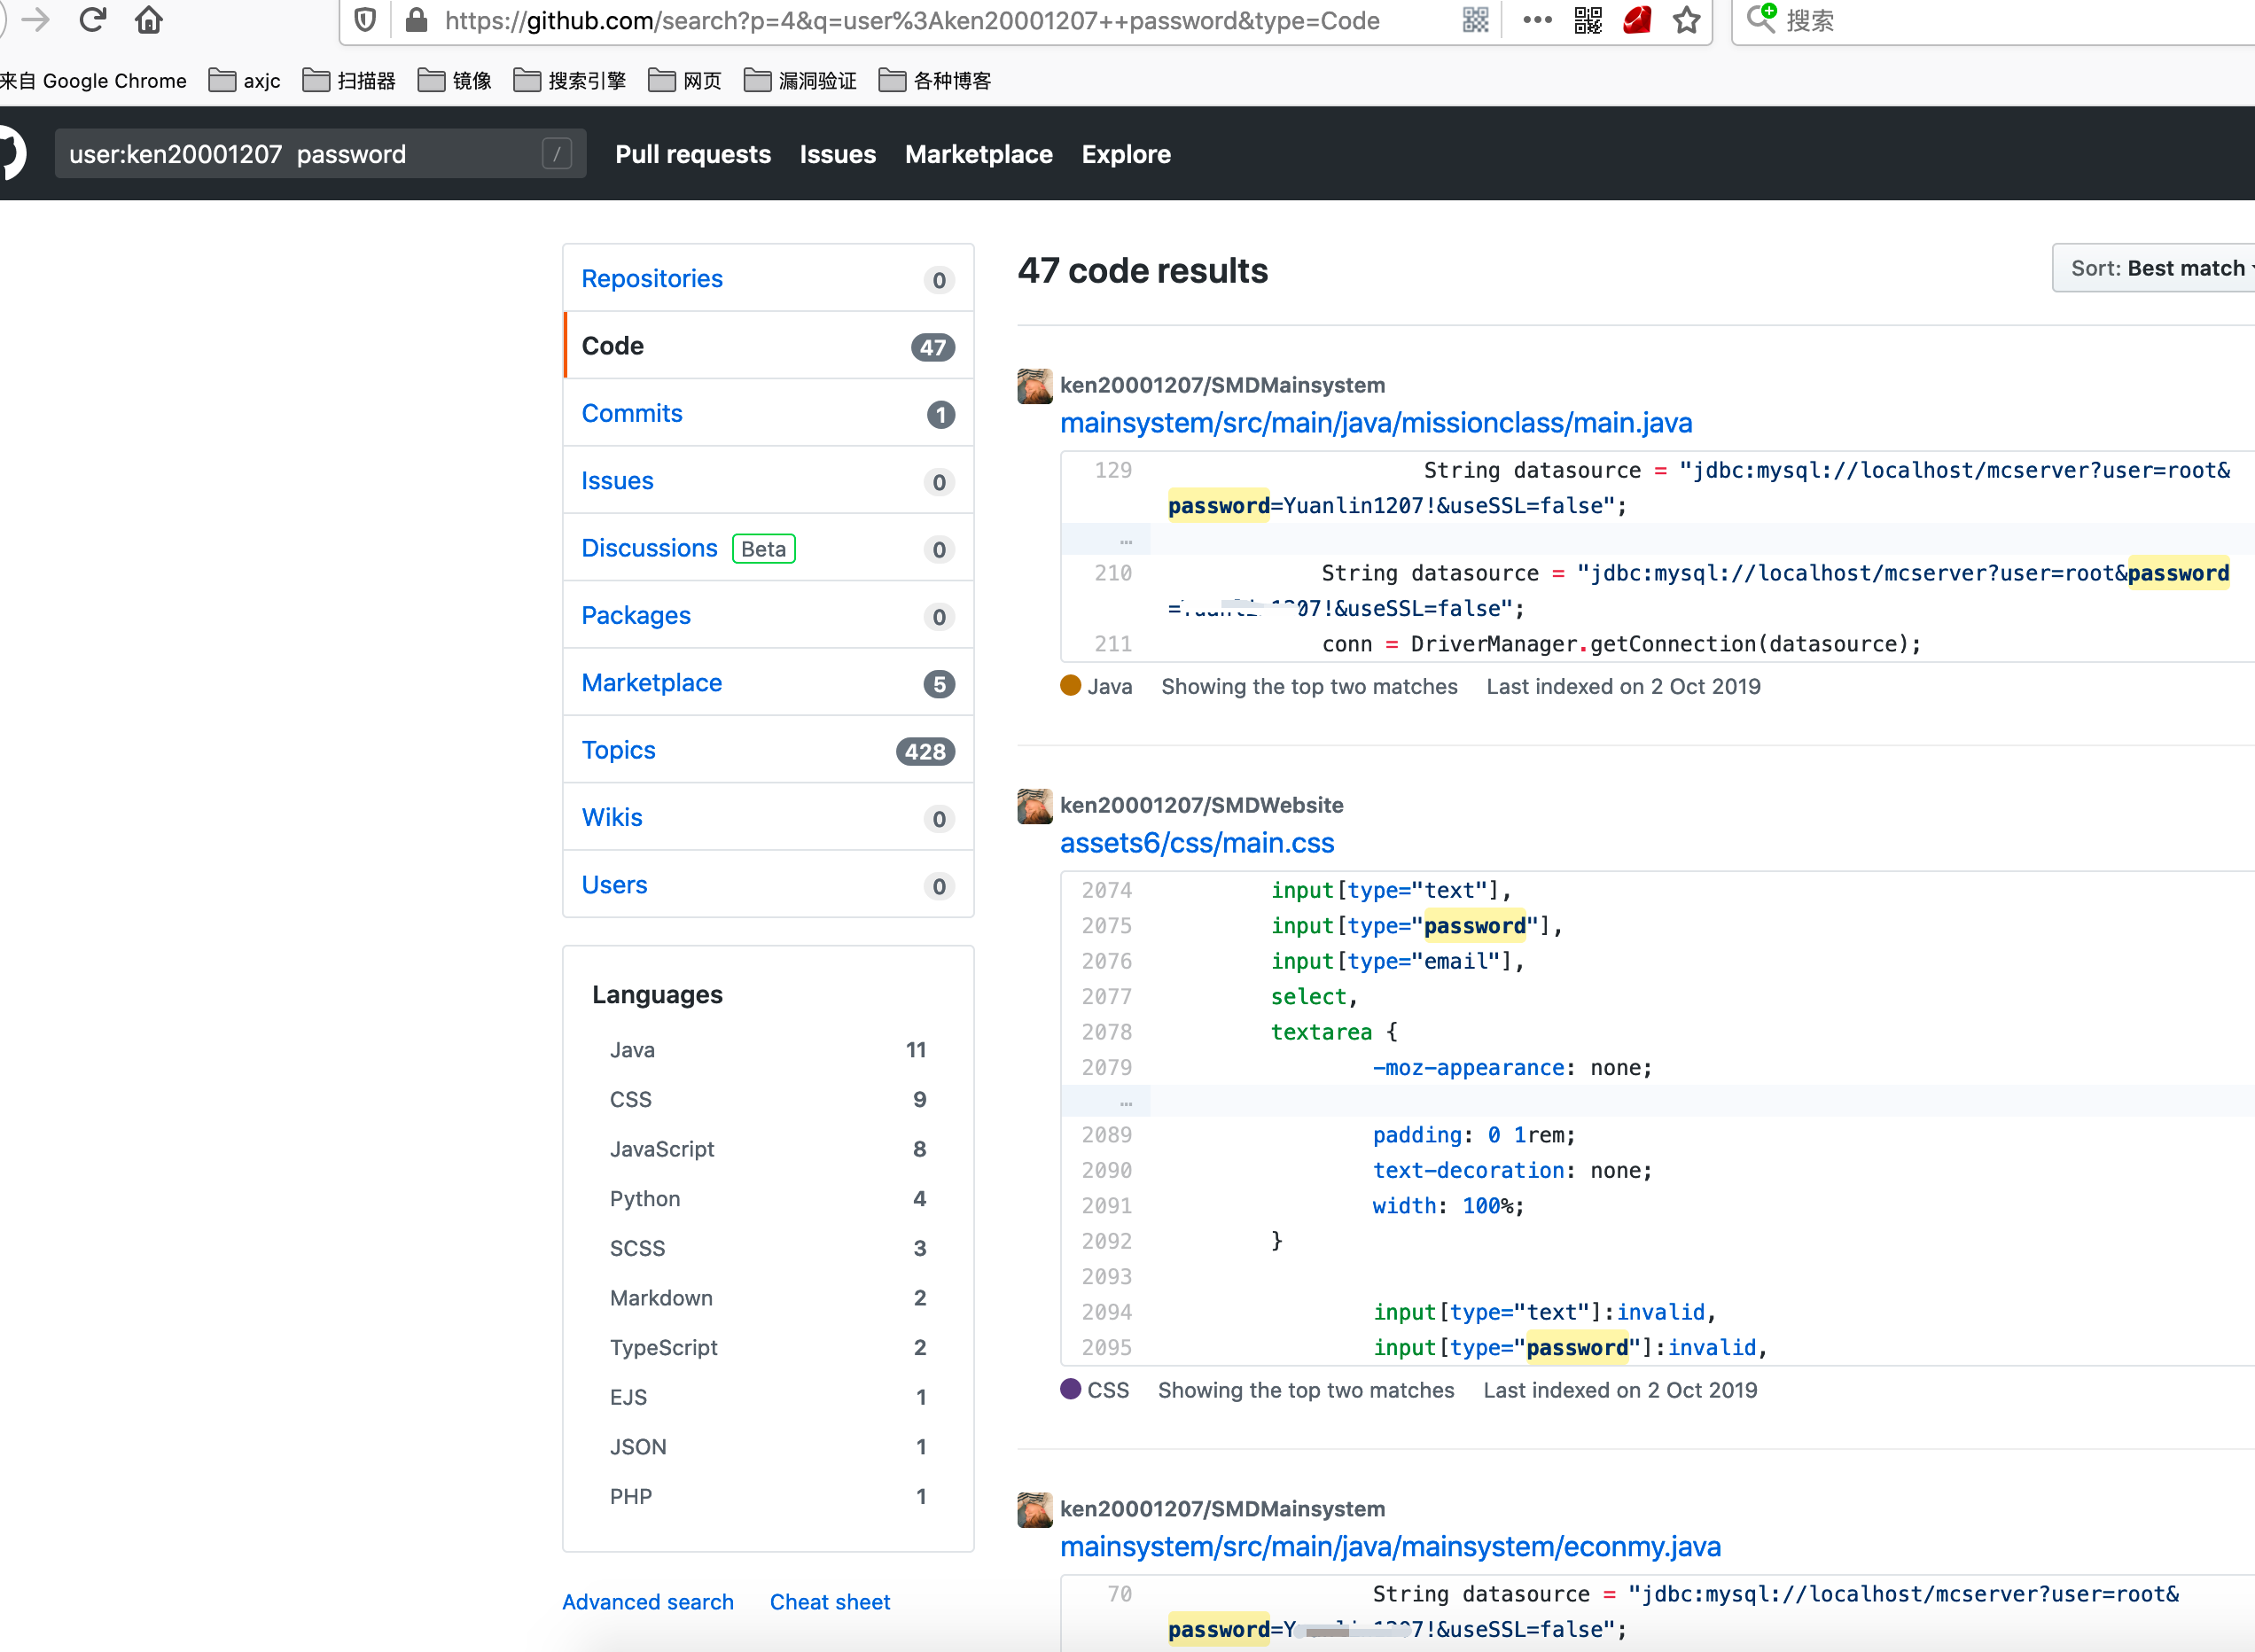 https://github.com/search?p=4&q=user%3Aken20001207++password&type=Code
搜索
来自 Google Chrome
axjc
扫描器
镜像
搜索引擎
网页
漏洞验证
各种博客
user:ken20001207  password
/
Pull requests
Issues
Marketplace
Explore
Repositories 0
Code 47
Commits 1
Issues 0
Discussions Beta 0
Packages 0
Marketplace 5
Topics 428
Wikis 0
Users 0
Languages
Java 11
CSS 9
JavaScript 8
Python 4
SCSS 3
Markdown 2
TypeScript 2
EJS 1
JSON 1
PHP 1
Advanced search
Cheat sheet
47 code results
Sort: Best match
ken20001207/SMDMainsystem
mainsystem/src/main/java/missionclass/main.java
129 String datasource = "jdbc:mysql://localhost/mcserver?user=root&
password=Yuanlin1207!&useSSL=false";
…
210 String datasource = "jdbc:mysql://localhost/mcserver?user=root&password
07!&useSSL=false";
211 conn = DriverManager.getConnection(datasource);
Java Showing the top two matches Last indexed on 2 Oct 2019
ken20001207/SMDWebsite
assets6/css/main.css
2074 input[type="text"],
2075 input[type="password"],
2076 input[type="email"],
2077 select,
2078 textarea {
2079 -moz-appearance: none;
…
2089 padding: 0 1rem;
2090 text-decoration: none;
2091 width: 100%;
2092 }
2093
2094 input[type="text"]:invalid,
2095 input[type="password"]:invalid,
CSS Showing the top two matches Last indexed on 2 Oct 2019
ken20001207/SMDMainsystem
mainsystem/src/main/java/mainsystem/econmy.java
70 String datasource = "jdbc:mysql://localhost/mcserver?user=root&
password=Y 7!&useSSL=false";